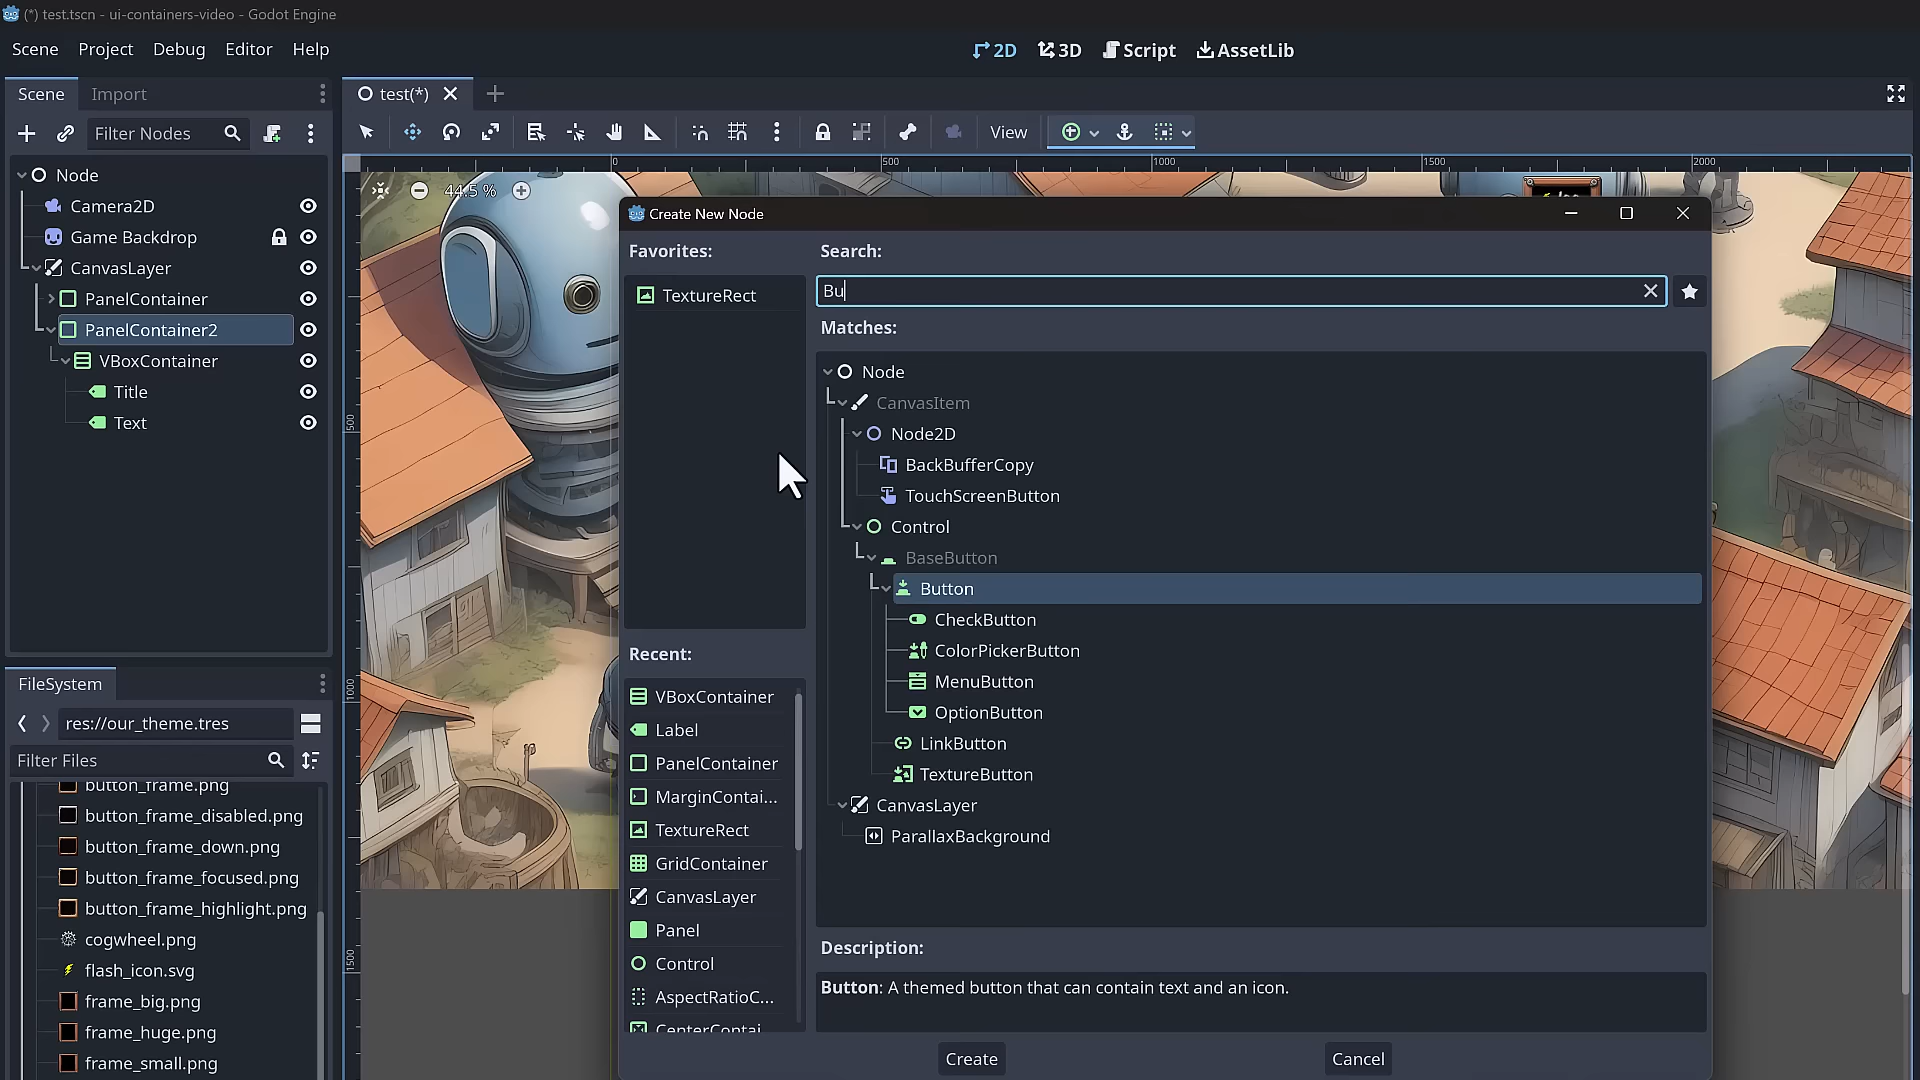 (*) test.tscn - ui-containers-video - Godot Engine
Scene Project Debug Editor Help
2D 3D Script AssetLib
Scene Import
test(*)
Filter Nodes
View
0 500 1000 1500 2000
44.5 %
Node
Camera2D
Game Backdrop
CanvasLayer
PanelContainer
PanelContainer2
VBoxContainer
Title
Text
500
1000
1500
FileSystem
res://our_theme.tres
Filter Files
button_frame.png
button_frame_disabled.png
button_frame_down.png
button_frame_focused.png
button_frame_highlight.png
cogwheel.png
flash_icon.svg
frame_big.png
frame_huge.png
frame_small.png
Create New Node
Favorites:
TextureRect
Recent:
VBoxContainer
Label
PanelContainer
MarginContai...
TextureRect
GridContainer
CanvasLayer
Panel
Control
AspectRatioC...
CenterContai
Search:
Bu
Matches:
Node
CanvasItem
Node2D
BackBufferCopy
TouchScreenButton
Control
BaseButton
Button
CheckButton
ColorPickerButton
MenuButton
OptionButton
LinkButton
TextureButton
CanvasLayer
ParallaxBackground
Description:
Button: A themed button that can contain text and an icon.
Create Cancel